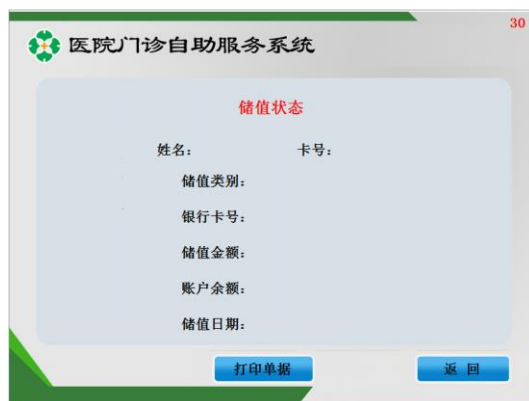 30
医院门诊自助服务系统
储值状态
姓名： 卡号：
储值类别：
银行卡号：
储值金额：
账户余额：
储值日期：
打印单据 返 回